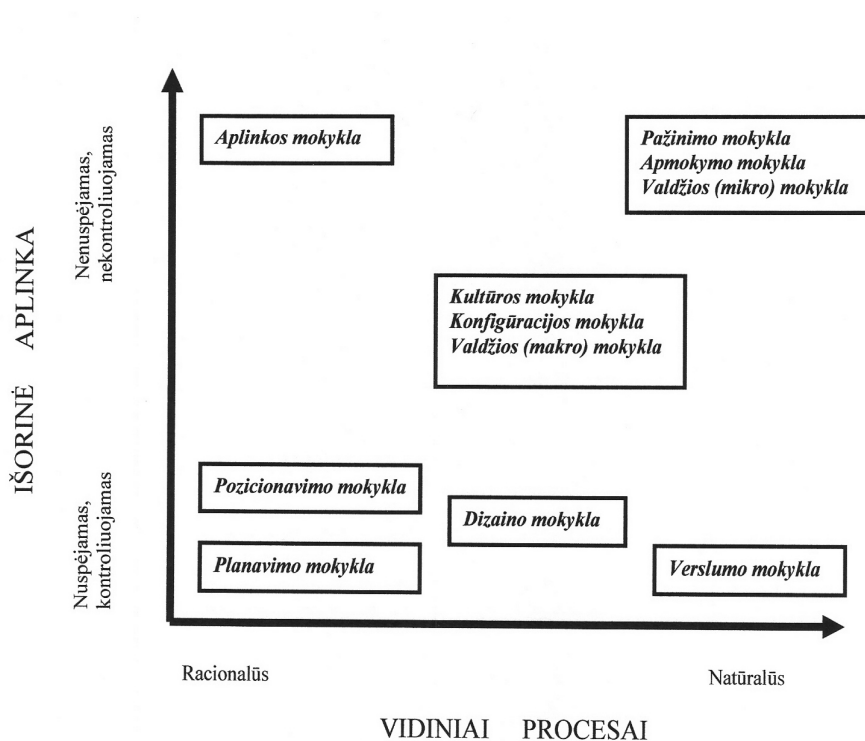 IŠORINĖ APLINKA
Nenuspėjamas,
nekontroliuojamas
Nuspėjamas,
kontroliuojamas
Aplinkos mokykla
Pažinimo mokykla
Apmokymo mokykla
Valdžios (mikro) mokykla
Kultūros mokykla
Konfigūracijos mokykla
Valdžios (makro) mokykla
Pozicionavimo mokykla
Dizaino mokykla
Planavimo mokykla
Verslumo mokykla
Racionalūs
Natūralūs
VIDINIAI PROCESAI